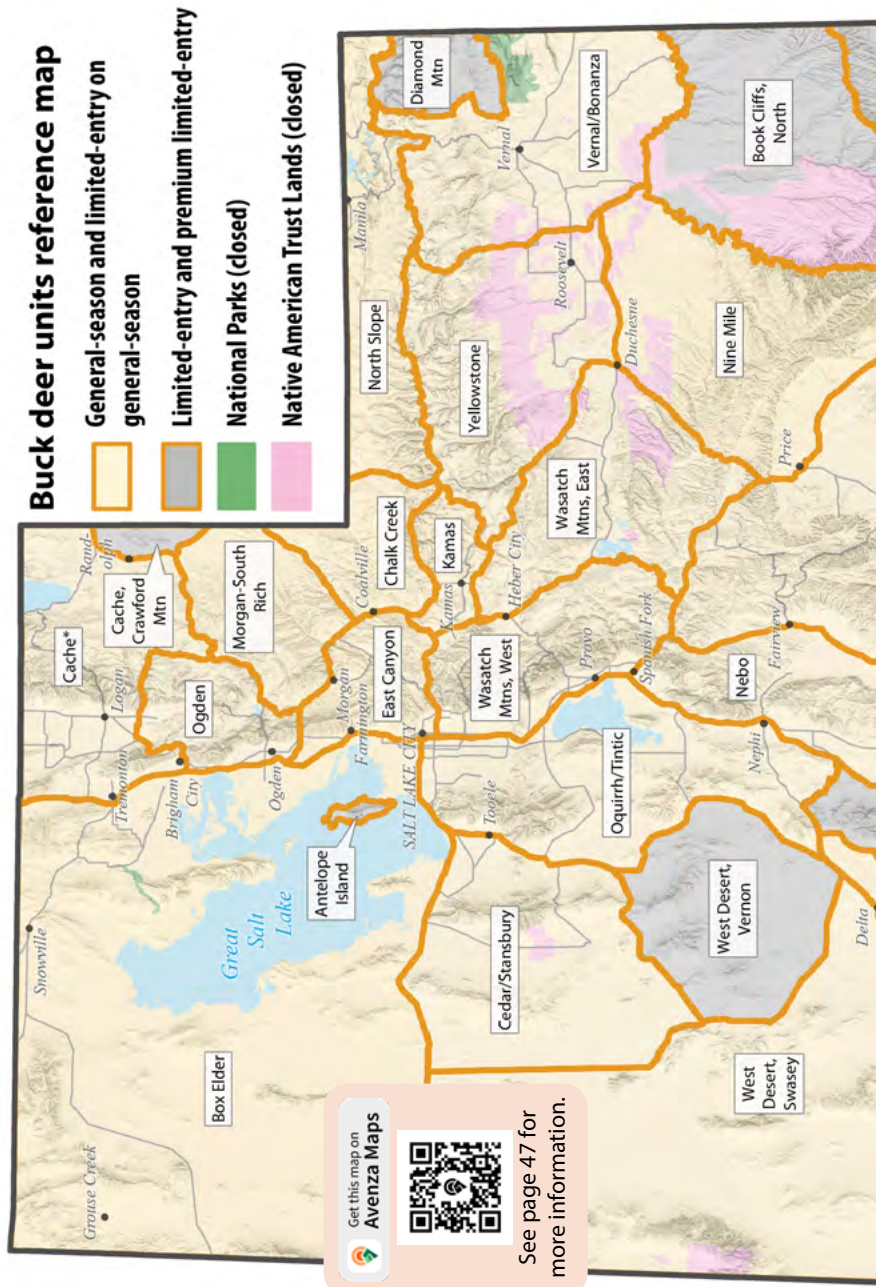 Buck deer units reference map
General-season and limited-entry on
general-season
Limited-entry and premium limited-entry
National Parks (closed)
Native American Trust Lands (closed)
Grouse Creek
Snowville
Box Elder
Great
Salt
Lake
Antelope
Island
Tremonton
Logan
Cache*
Rand-
olph
Cache,
Crawford
Mtn
Brigham
City
Ogden
Ogden
Morgan-South
Rich
Morgan
Farmington
East Canyon
Coalville
Chalk Creek
SALT LAKE CITY
Kamas
Kamas
North Slope
Manila
Diamond
Mtn
Tooele
Cedar/Stansbury
Wasatch
Mtns, West
Heber City
Yellowstone
Vernal
Vernal/Bonanza
Roosevelt
Wasatch
Mtns, East
Duchesne
Provo
Spanish Fork
Oquirrh/Tintic
Nine Mile
Book Cliffs,
North
Price
Nebo
Nephi
Fairview
West Desert,
Vernon
West
Desert,
Swasey
Delta
Get this map on
Avenza Maps
See page 47 for
more information.